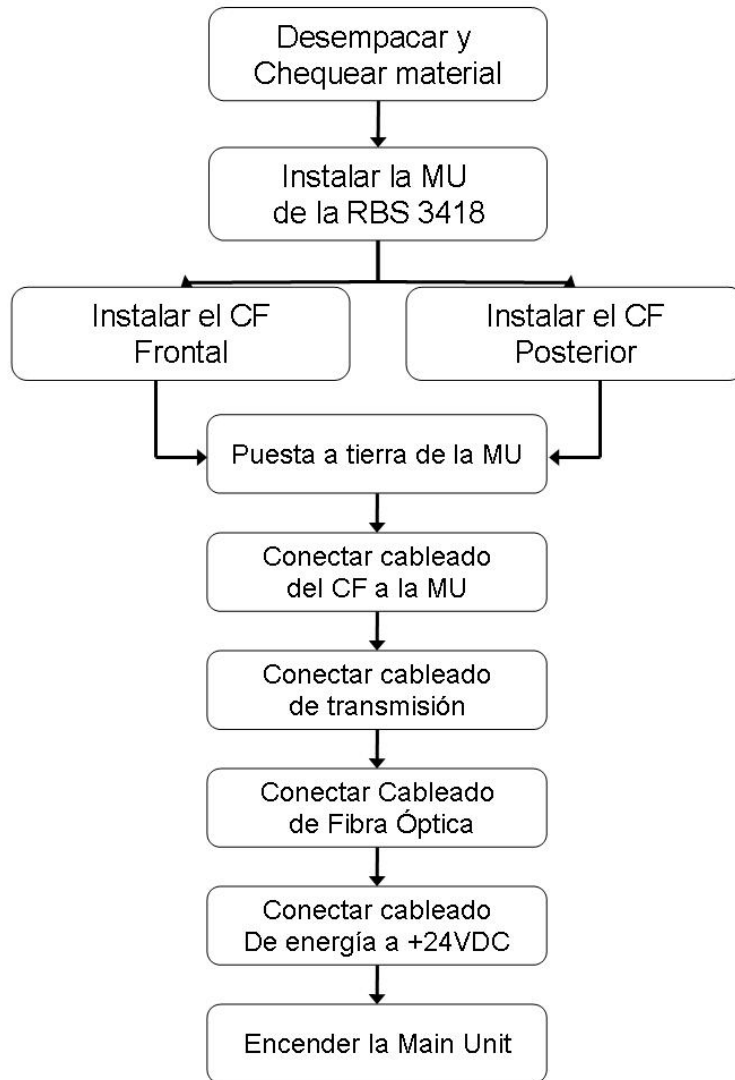 Desempacar y
Chequear material
Instalar la MU
de la RBS 3418
Instalar el CF
Frontal
Instalar el CF
Posterior
Puesta a tierra de la MU
Conectar cableado
del CF a la MU
Conectar cableado
de transmisión
Conectar Cableado
de Fibra Óptica
Conectar cableado
De energía a +24VDC
Encender la Main Unit